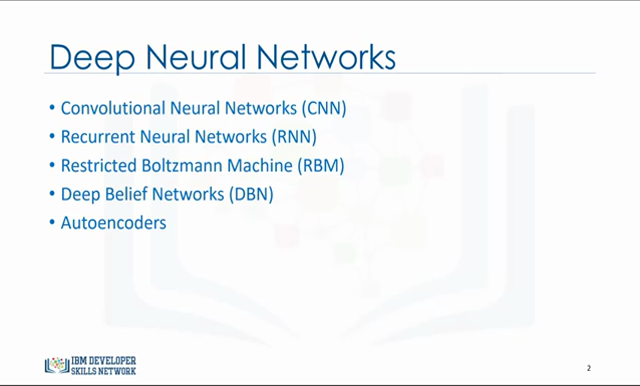 Deep Neural Networks
• Convolutional Neural Networks (CNN)
• Recurrent Neural Networks (RNN)
• Restricted Boltzmann Machine (RBM)
• Deep Belief Networks (DBN)
• Autoencoders
IBM DEVELOPER
SKILLS NETWORK
2